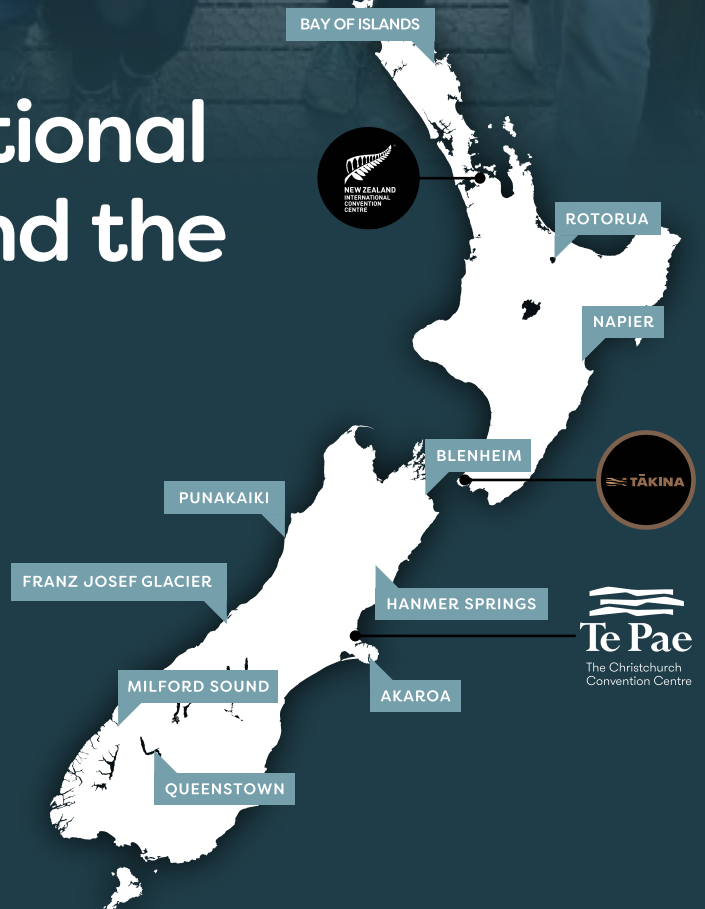 BAY OF ISLANDS
tional
nd the
NEW ZEALAND
INTERNATIONAL
CONVENTION
CENTRE
ROTORUA
NAPIER
BLENHEIM
TĀKINA
PUNAKAIKI
FRANZ JOSEF GLACIER
HANMER SPRINGS
Te Pae
The Christchurch
Convention Centre
MILFORD SOUND
AKAROA
QUEENSTOWN